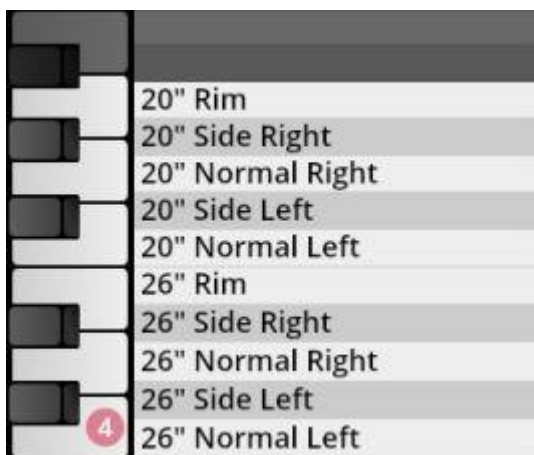 20" Rim
20" Side Right
20" Normal Right
20" Side Left
20" Normal Left
26" Rim
26" Side Right
26" Normal Right
26" Side Left
4
26" Normal Left